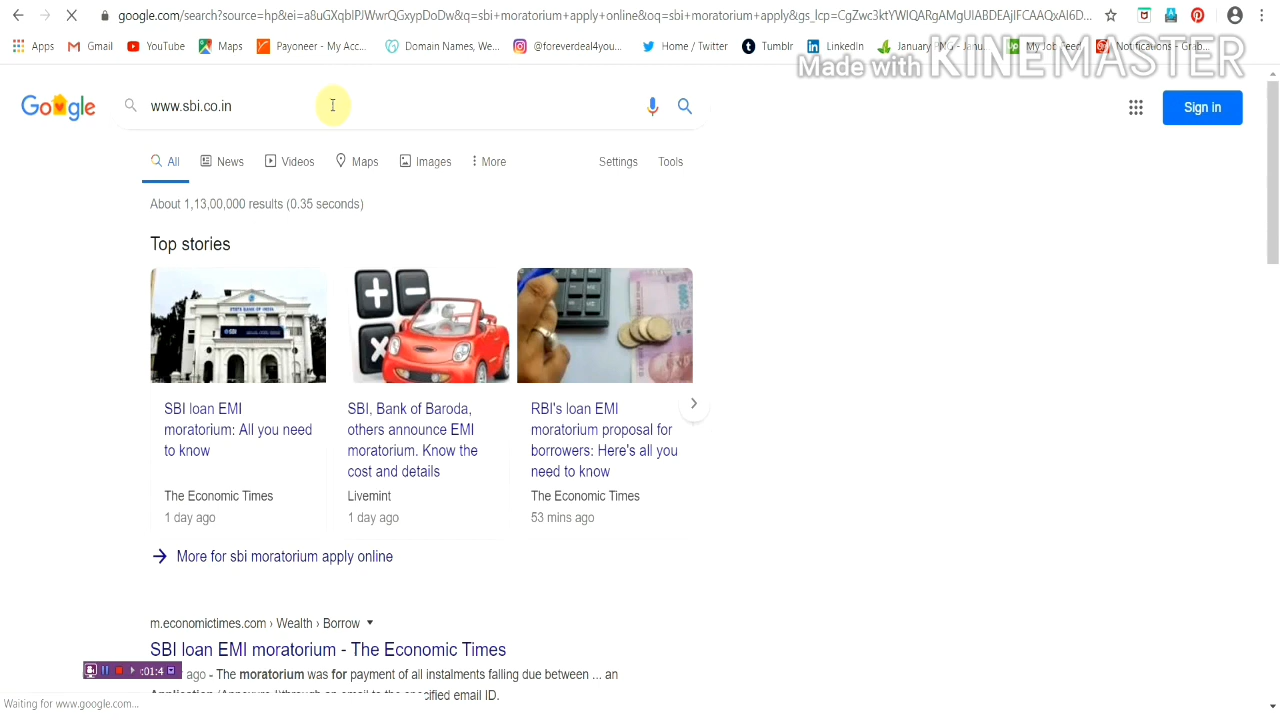 google.com/search?source=hp&ei=a8uGXqbIPJWwrQGxypDoDw&q=sbi+moratorium+apply+online&oq=sbi+moratorium+apply&gs_lcp=CgZwc3ktYWIQARgAMgUIABDEAjIFCAAQxAI6D...
Apps Gmail YouTube Maps Payoneer - My Acc... Domain Names, We... @foreverdeal4you... Home / Twitter Tumblr LinkedIn January PNG - Janu... My Job Feed Notifications - Grab...
Made with KINEMASTER
Google www.sbi.co.in Sign in
All News Videos Maps Images More Settings Tools
About 1,13,00,000 results (0.35 seconds)
Top stories
STATE BANK OF INDIA
SBI loan EMI
moratorium: All you need
to know
The Economic Times
1 day ago
SBI, Bank of Baroda,
others announce EMI
moratorium. Know the
cost and details
Livemint
1 day ago
RBI's loan EMI
moratorium proposal for
borrowers: Here's all you
need to know
The Economic Times
53 mins ago
More for sbi moratorium apply online
m.economictimes.com › Wealth › Borrow
SBI loan EMI moratorium - The Economic Times
:01:4 ago - The moratorium was for payment of all instalments falling due between ... an
through an email to the specified email ID.
Waiting for www.google.com...